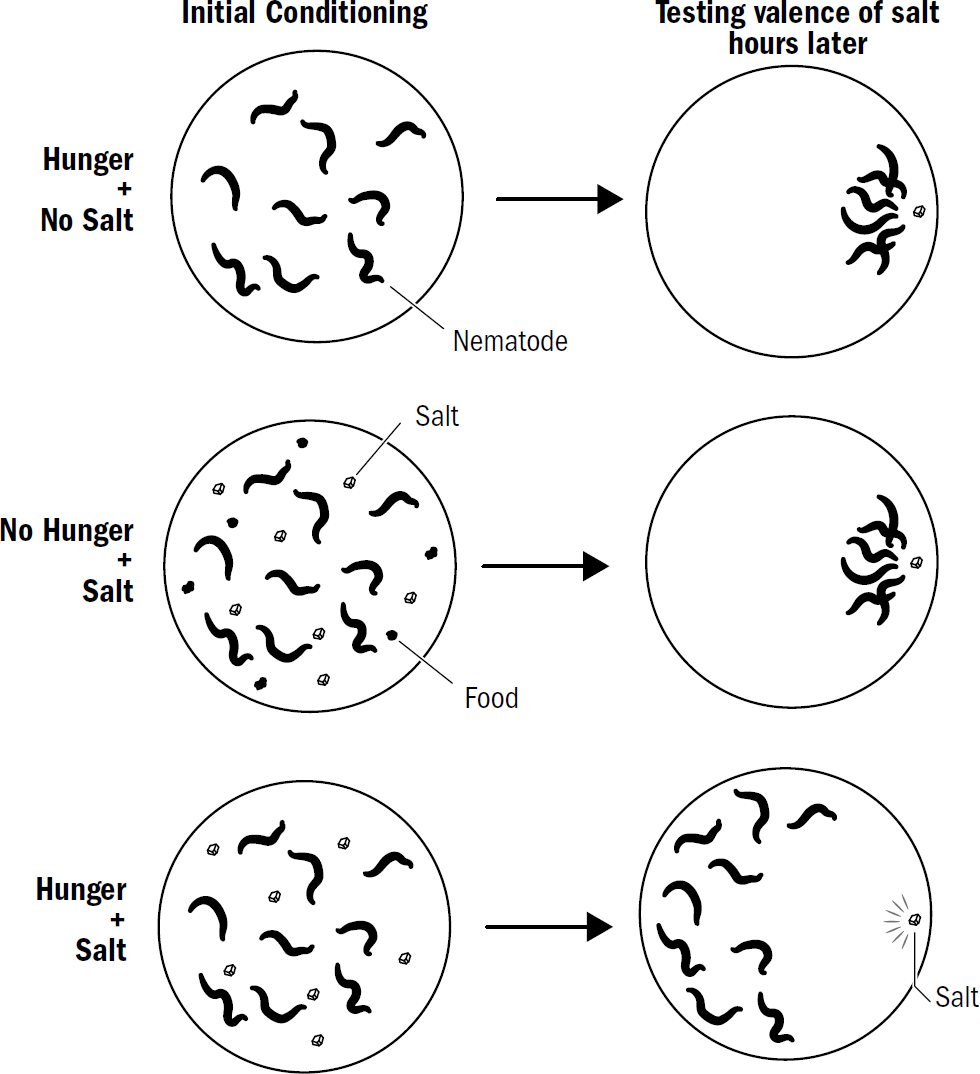 Initial Conditioning
Testing valence of salt
hours later
Hunger
+
No Salt
Nematode
Salt
No Hunger
+
Salt
Food
Hunger
+
Salt
Salt